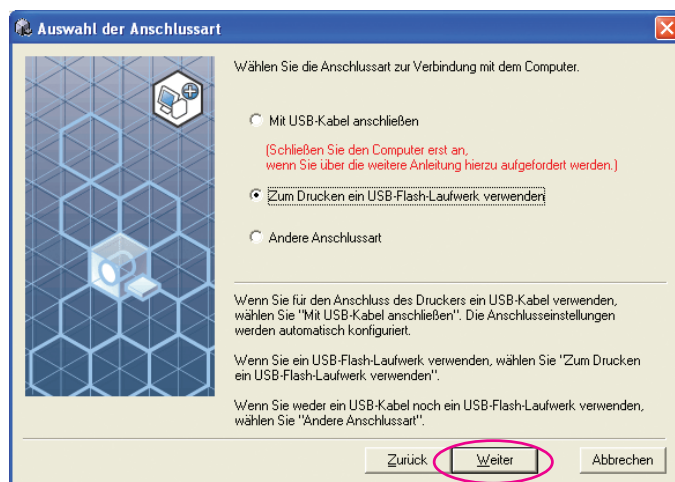 Auswahl der Anschlussart
Wählen Sie die Anschlussart zur Verbindung mit dem Computer.
Mit USB-Kabel anschließen
(Schließen Sie den Computer erst an,
wenn Sie über die weitere Anleitung hierzu aufgefordert werden.)
Zum Drucken ein USB-Flash-Laufwerk verwenden
Andere Anschlussart
Wenn Sie für den Anschluss des Druckers ein USB-Kabel verwenden,
wählen Sie "Mit USB-Kabel anschließen". Die Anschlusseinstellungen
werden automatisch konfiguriert.
Wenn Sie ein USB-Flash-Laufwerk verwenden, wählen Sie "Zum Drucken
ein USB-Flash-Laufwerk verwenden".
Wenn Sie weder ein USB-Kabel noch ein USB-Flash-Laufwerk verwenden,
wählen Sie "Andere Anschlussart".
Zurück Weiter Abbrechen